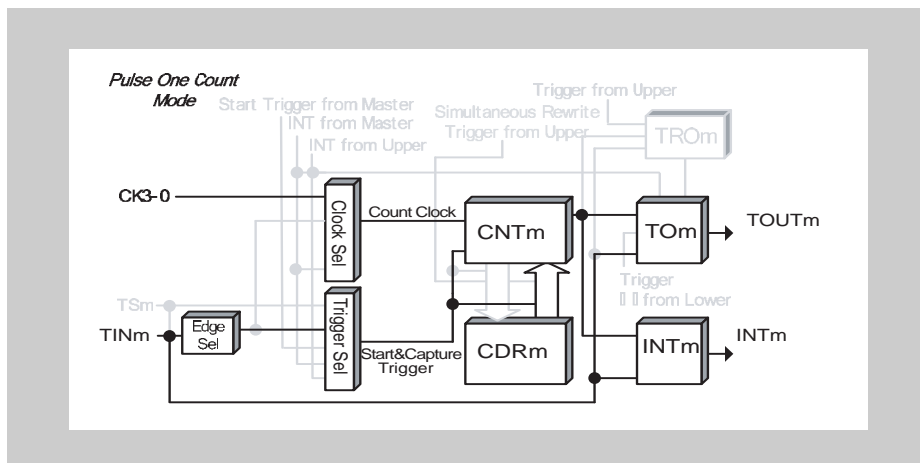 Pulse One Count
Mode
Start Trigger from Master
INT from Master
INT from Upper
Simultaneous Rewrite
Trigger from Upper
Trigger from Upper
TROm
CK3-0
Clock Sel
Count Clock
CNTm
TOm
TOUTm
TSm
TINm
Edge
Sel
Trigger Sel
Start&Capture
Trigger
CDRm
Trigger
from Lower
INTm
INTm